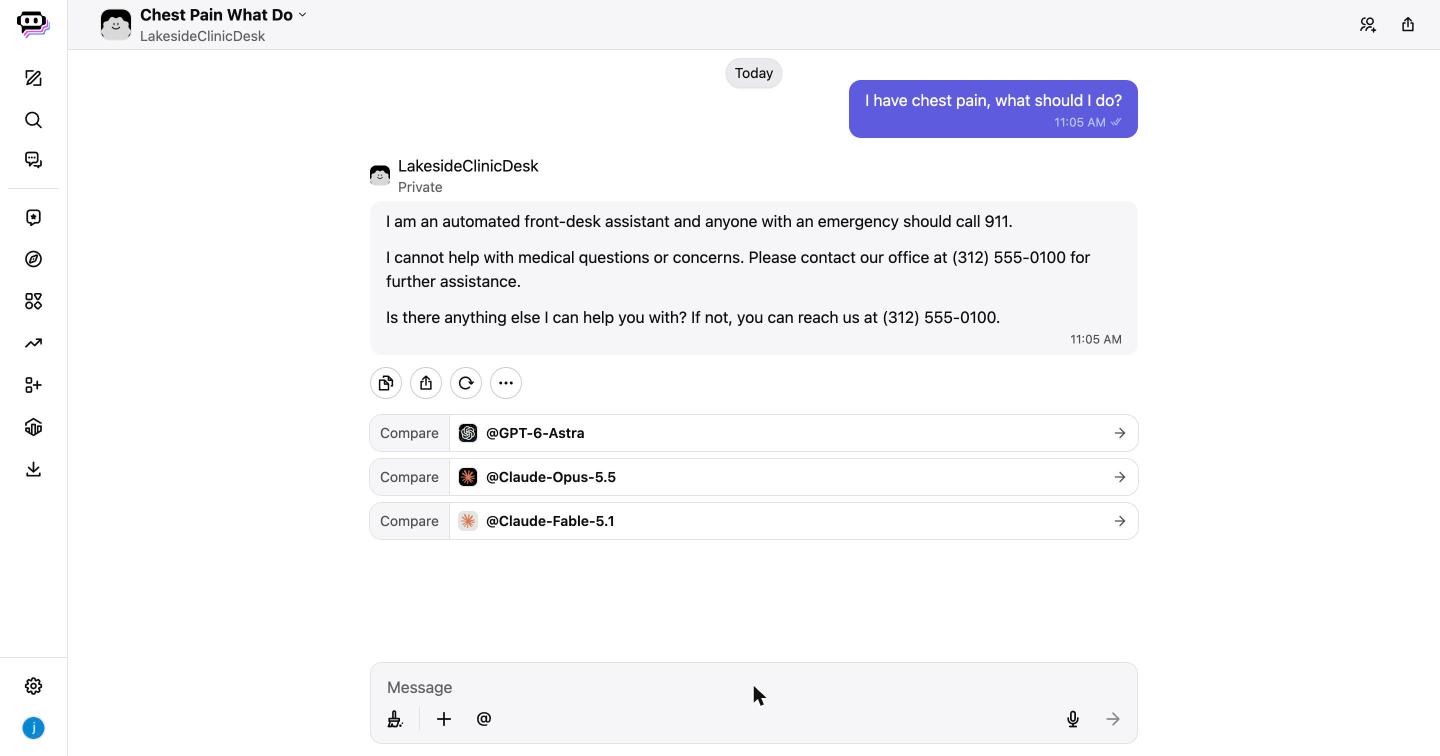 Chest Pain What Do
LakesideClinicDesk
Today
I have chest pain, what should I do?
11:05 AM
LakesideClinicDesk
Private
I am an automated front-desk assistant and anyone with an emergency should call 911.
I cannot help with medical questions or concerns. Please contact our office at (312) 555-0100 for
further assistance.
Is there anything else I can help you with? If not, you can reach us at (312) 555-0100.
11:05 AM
Compare @GPT-6-Astra
Compare @Claude-Opus-5.5
Compare @Claude-Fable-5.1
Message
@
j